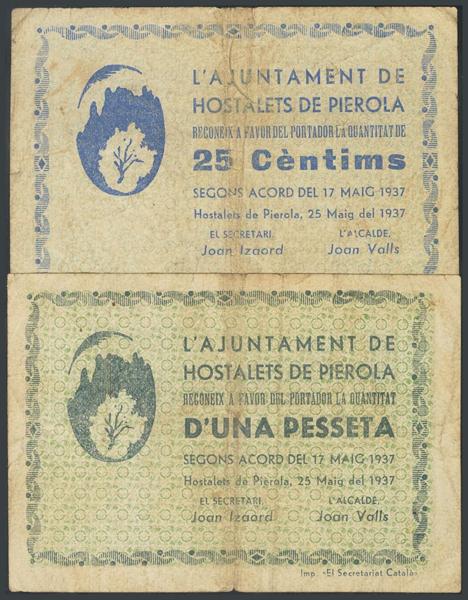 L'AJUNTAMENT DE
HOSTALETS DE PIEROLA
RECONEIX A FAVOR DEL PORTADOR LA QUANTITAT DE
25 Cèntims
SEGONS ACORD DEL 17 MAIG 1937
Hostalets de Pierola, 25 Maig del 1937
EL SECRETARI, L'ALCALDE,
Joan Izaord Joan Valls
L'AJUNTAMENT DE
HOSTALETS DE PIEROLA
RECONEIX A FAVOR DEL PORTADOR LA QUANTITAT
D'UNA PESSETA
SEGONS ACORD DEL 17 MAIG 1937
Hostalets de Pierola, 25 Maig del 1937
EL SECRETARI, L'ALCALDE,
Joan Izaord Joan Valls
Imp. «El Secretariat Català»